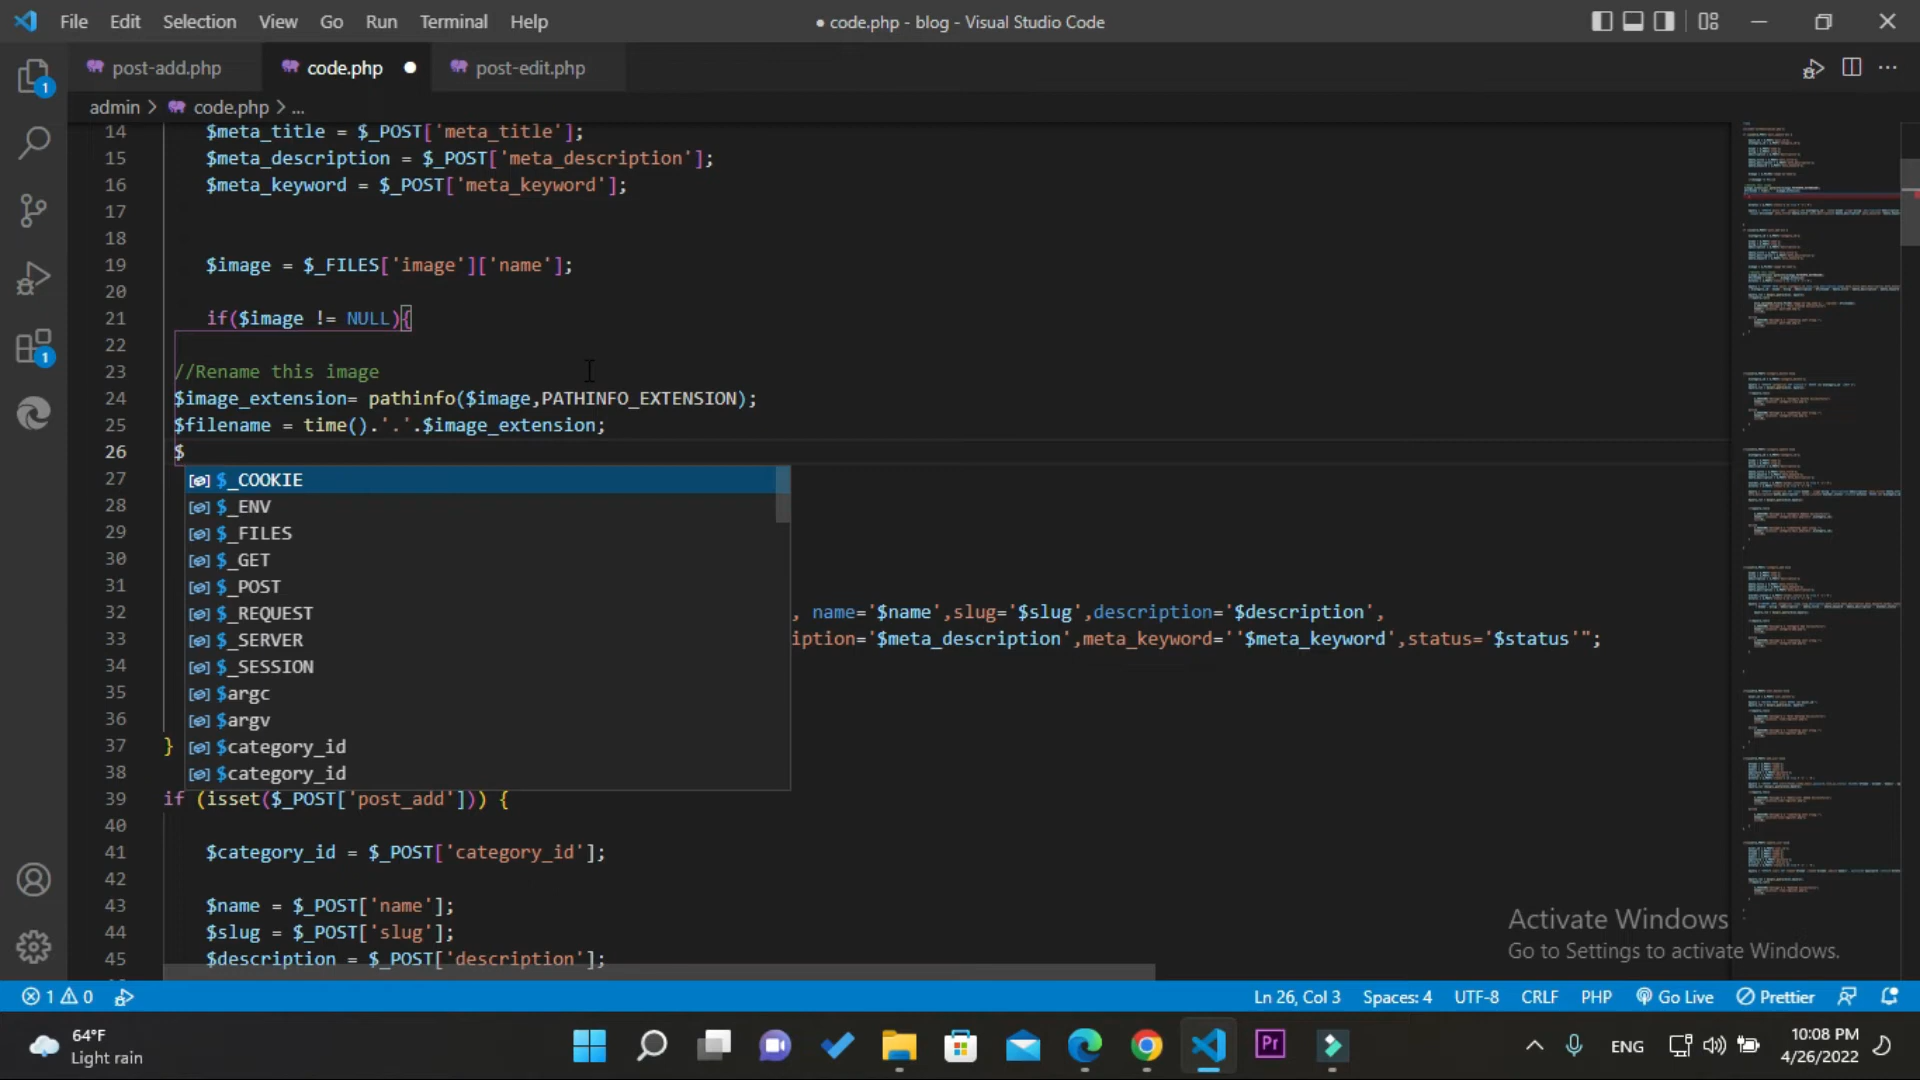 File Edit Selection View Go Run Terminal Help
● code.php - blog - Visual Studio Code
post-add.php code.php ● post-edit.php
admin > code.php > ...
14 $meta_title = $_POST['meta_title'];
15 $meta_description = $_POST['meta_description'];
16 $meta_keyword = $_POST['meta_keyword'];
17
18
19 $image = $_FILES['image']['name'];
20
21 if($image != NULL){
22
23 //Rename this image
24 $image_extension= pathinfo($image,PATHINFO_EXTENSION);
25 $filename = time().'.'.$image_extension;
26 $
27 $_COOKIE
28 $_ENV
29 $_FILES
30 $_GET
31 $_POST
32 $_REQUEST , name='$name',slug='$slug',description='$description',
33 $_SERVER iption='$meta_description',meta_keyword=''$meta_keyword',status='$status'";
34 $_SESSION
35 $argc
36 $argv
37 } $category_id
38 $category_id
39 if (isset($_POST['post_add'])) {
40
41 $category_id = $_POST['category_id'];
42
43 $name = $_POST['name'];
44 $slug = $_POST['slug'];
45 $description = $_POST['description'];
Activate Windows
Go to Settings to activate Windows.
1 0 Ln 26, Col 3 Spaces: 4 UTF-8 CRLF PHP Go Live Prettier
64°F
Light rain
ENG
10:08 PM
4/26/2022